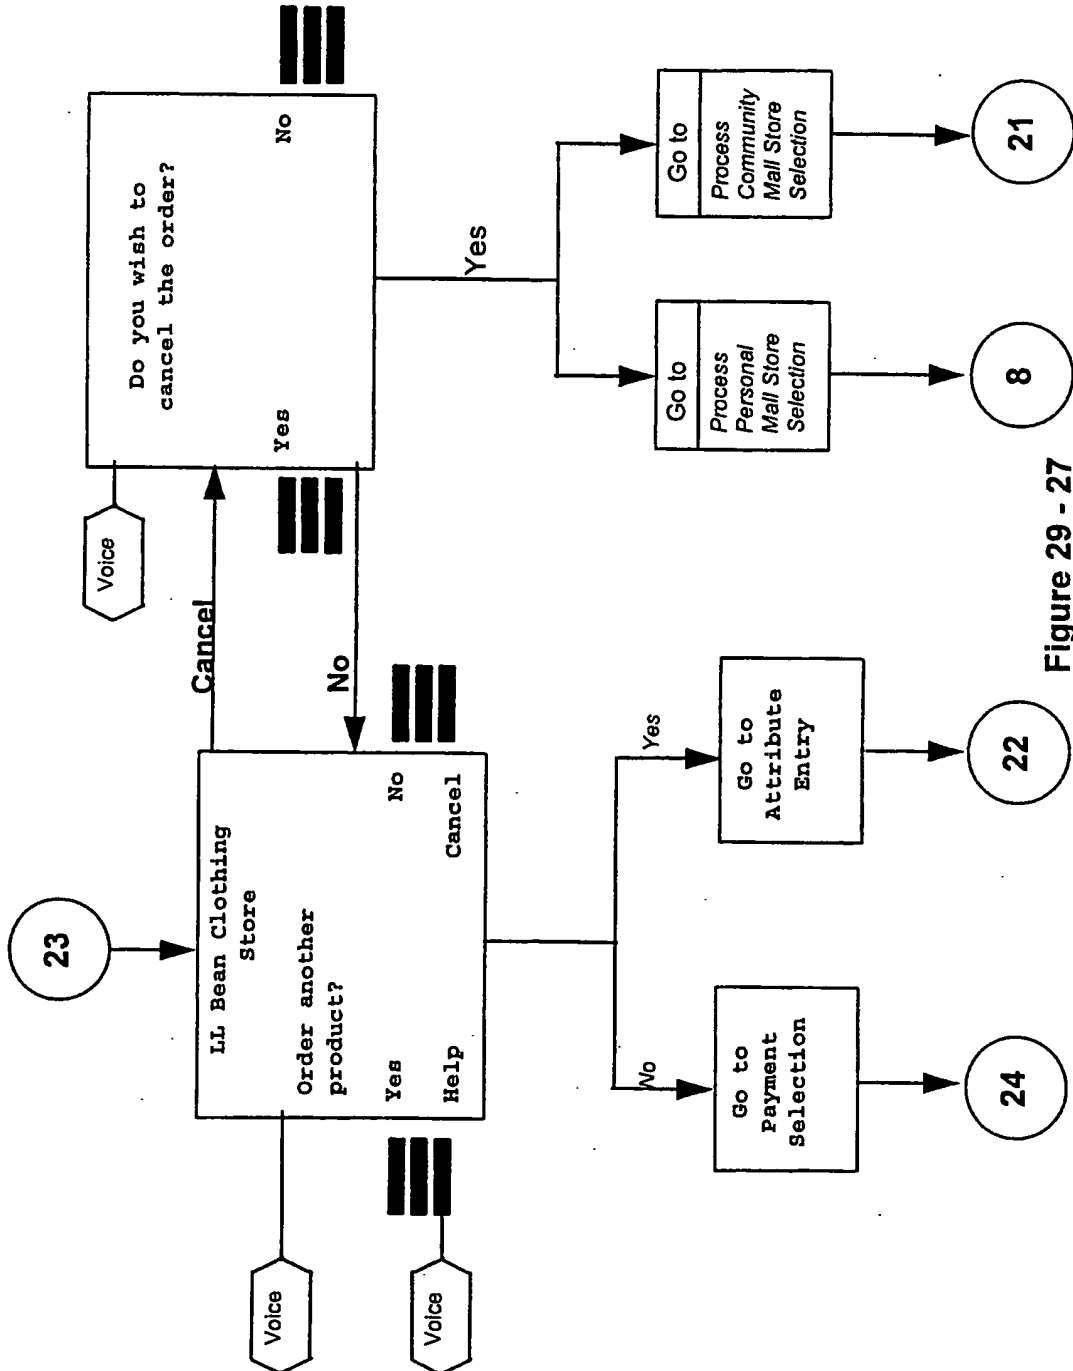 23
LL Bean Clothing
Store
Order another
product?
Yes
No
Help
Cancel
Voice
Voice
Cancel
No
Voice
Do you wish to
cancel the order?
Yes
No
No
Yes
Go to
Payment
Selection
Go to
Attribute
Entry
24
22
Yes
Go to
Process
Personal
Mall Store
Selection
Go to
Process
Community
Mall Store
Selection
8
21
Figure 29 - 27